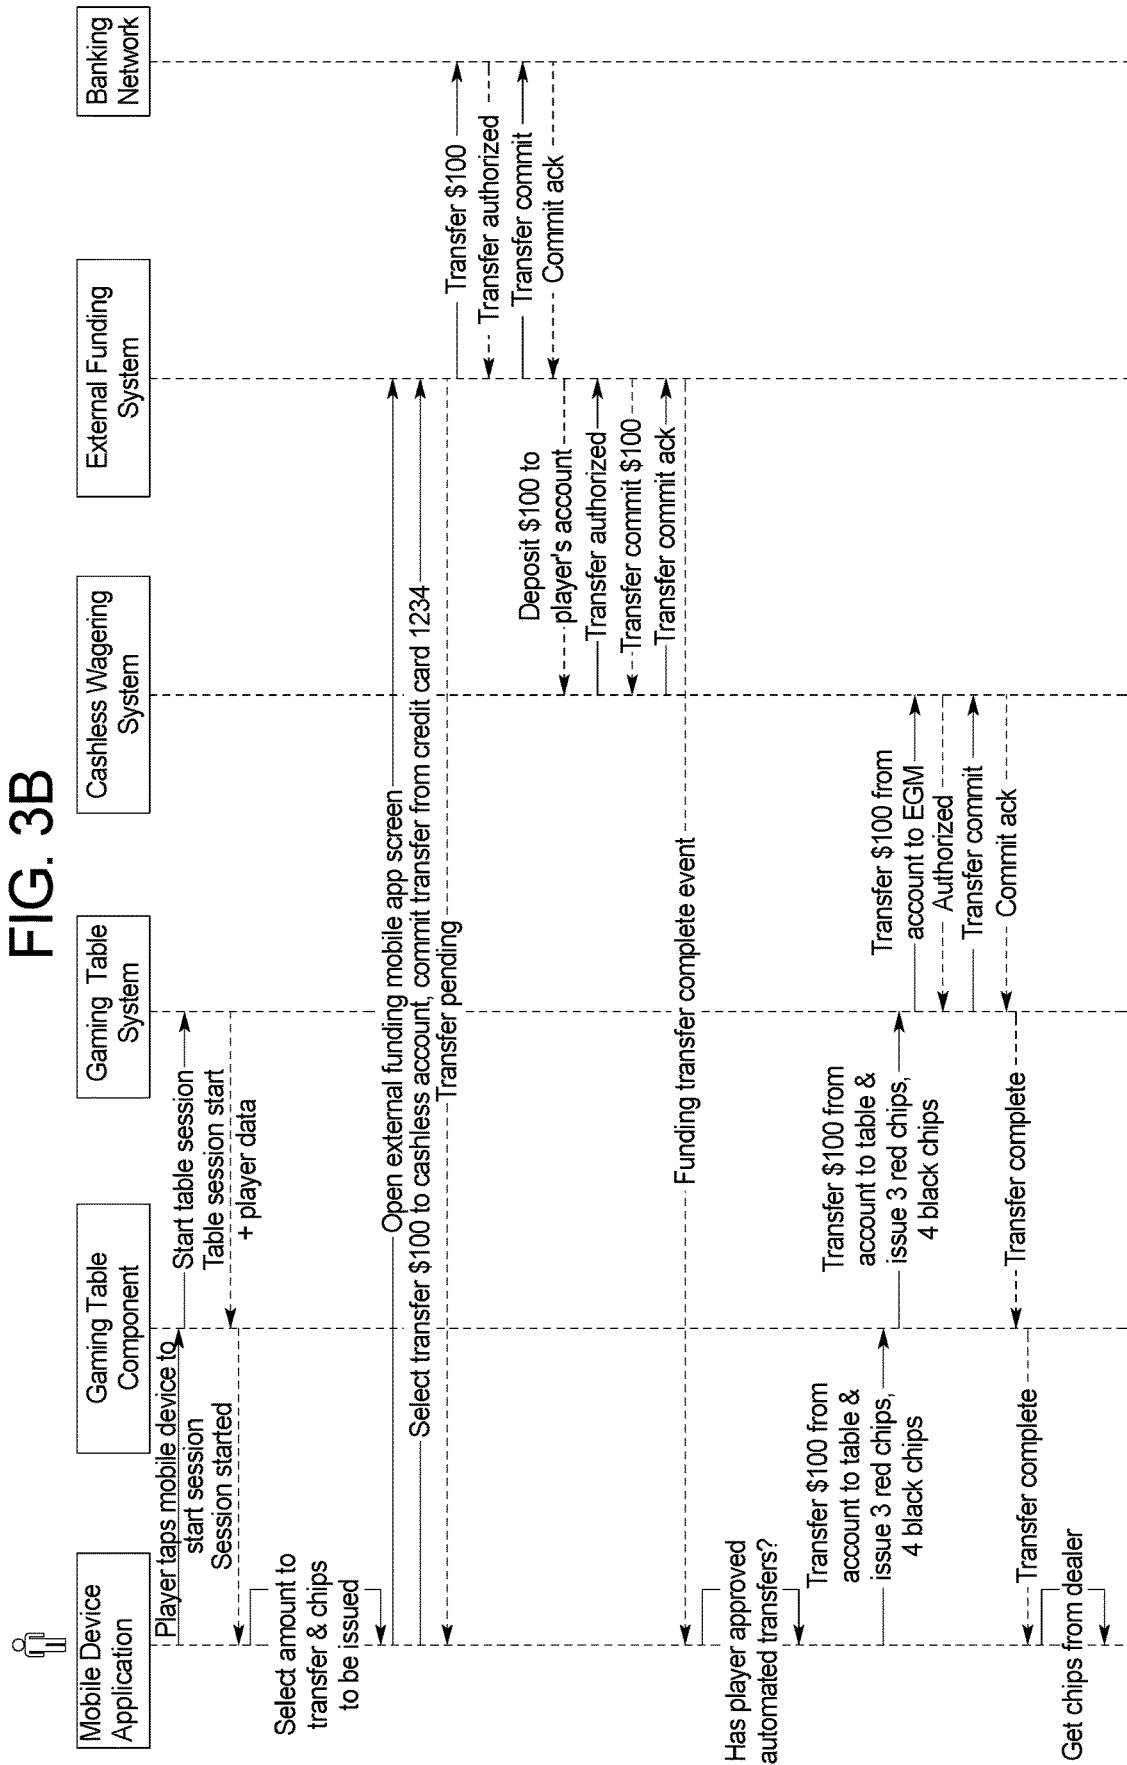 FIG. 3B
Mobile Device
Application
Gaming Table
Component
Gaming Table
System
Cashless Wagering
System
External Funding
System
Banking
Network
Player taps mobile device to
start session
Start table session
Table session start
+ player data
Session started
Select amount to
transfer & chips
to be issued
Open external funding mobile app screen
Select transfer $100 to cashless account, commit transfer from credit card 1234
Transfer pending
Transfer $100
Transfer authorized
Transfer commit
Commit ack
Deposit $100 to
player's account
Transfer authorized
Transfer commit $100
Transfer commit ack
Funding transfer complete event
Has player approved
automated transfers?
Transfer $100 from
account to table &
issue 3 red chips,
4 black chips
Transfer $100 from
account to table &
issue 3 red chips,
4 black chips
Transfer $100 from
account to EGM
Authorized
Transfer commit
Commit ack
Transfer complete
Transfer complete
Get chips from dealer